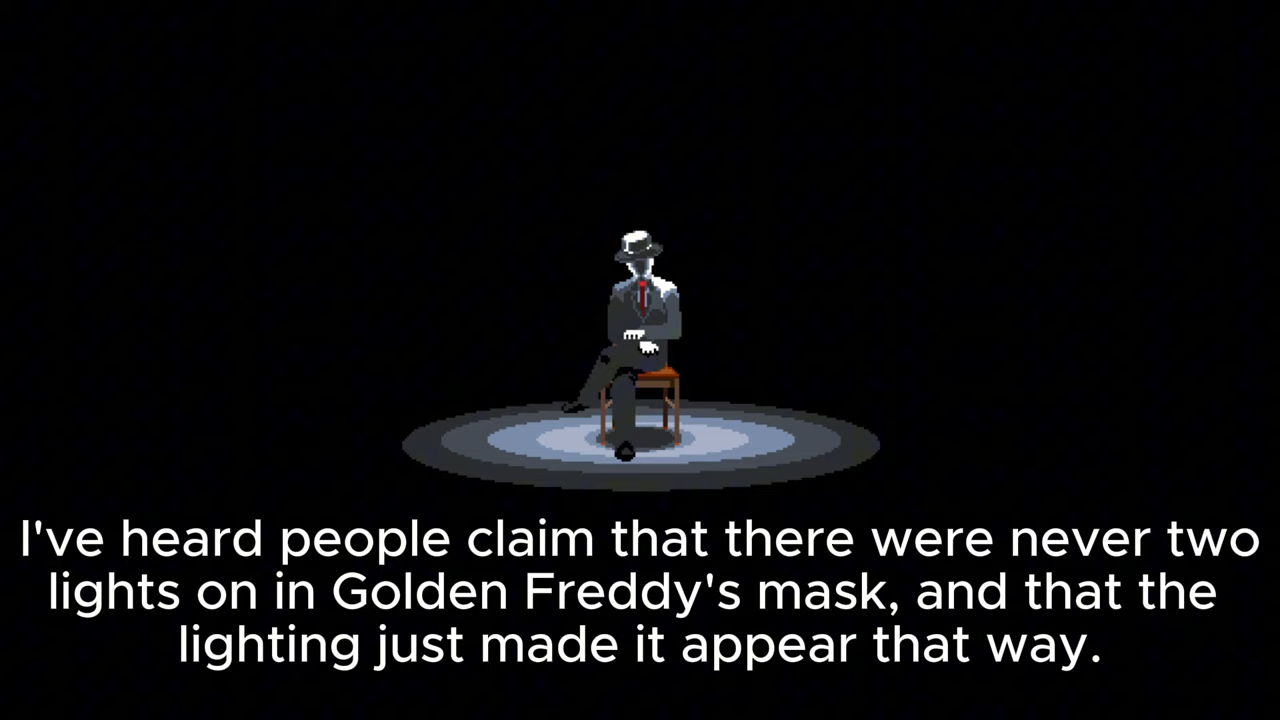 I've heard people claim that there were never two
lights on in Golden Freddy's mask, and that the
lighting just made it appear that way.